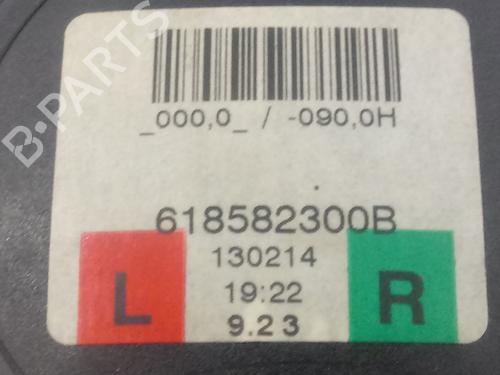 B-PARTS
_000,0_ / -090,0H
618582300B
130214
19:22
9.23
L
R